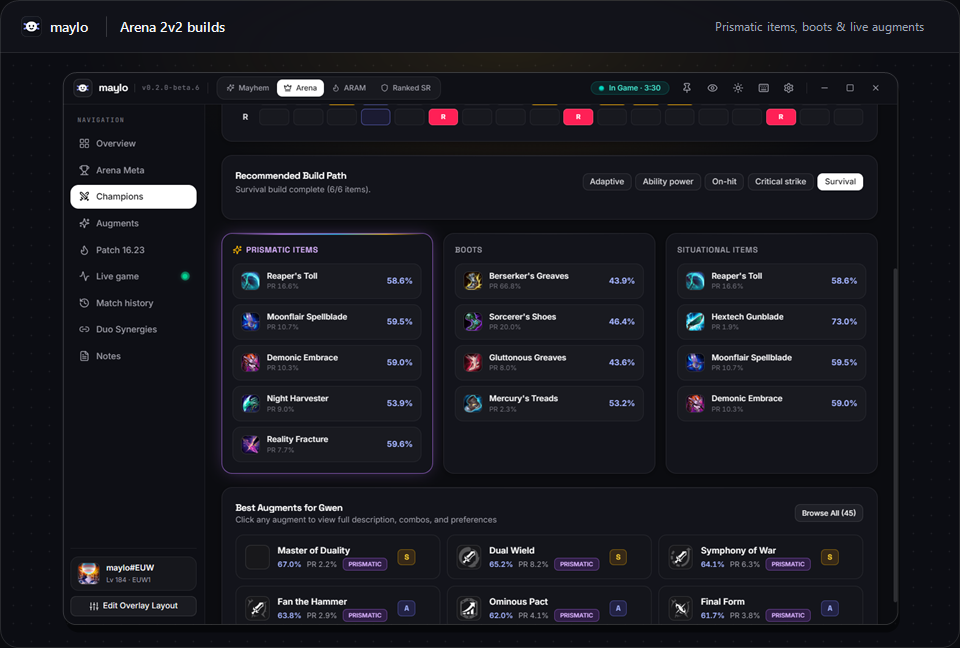 maylo
Arena 2v2 builds
Prismatic items, boots & live augments
maylo
v0.2.0-beta.6
Mayhem
Arena
ARAM
Ranked SR
In Game · 3:30
NAVIGATION
Overview
Arena Meta
Champions
Augments
Patch 16.23
Live game
Match history
Duo Synergies
Notes
maylo#EUW
Lv 184 · EUW1
Edit Overlay Layout
R R R R
Recommended Build Path
Survival build complete (6/6 items).
Adaptive
Ability power
On-hit
Critical strike
Survival
PRISMATIC ITEMS
Reaper's Toll 58.6%
PR 16.6%
Moonflair Spellblade 59.5%
PR 10.7%
Demonic Embrace 59.0%
PR 10.3%
Night Harvester 53.9%
PR 9.0%
Reality Fracture 59.6%
PR 7.7%
BOOTS
Berserker's Greaves 43.9%
PR 66.8%
Sorcerer's Shoes 46.4%
PR 20.0%
Gluttonous Greaves 43.6%
PR 8.0%
Mercury's Treads 53.2%
PR 2.3%
SITUATIONAL ITEMS
Reaper's Toll 58.6%
PR 16.6%
Hextech Gunblade 73.0%
PR 1.9%
Moonflair Spellblade 59.5%
PR 10.7%
Demonic Embrace 59.0%
PR 10.3%
Best Augments for Gwen
Click any augment to view full description, combos, and preferences
Browse All (45)
Master of Duality
67.0% PR 2.2% PRISMATIC S
Dual Wield
65.2% PR 8.2% PRISMATIC S
Symphony of War
64.1% PR 6.3% PRISMATIC S
Fan the Hammer
63.8% PR 2.9% PRISMATIC A
Ominous Pact
62.0% PR 4.1% PRISMATIC A
Final Form
61.7% PR 3.8% PRISMATIC A